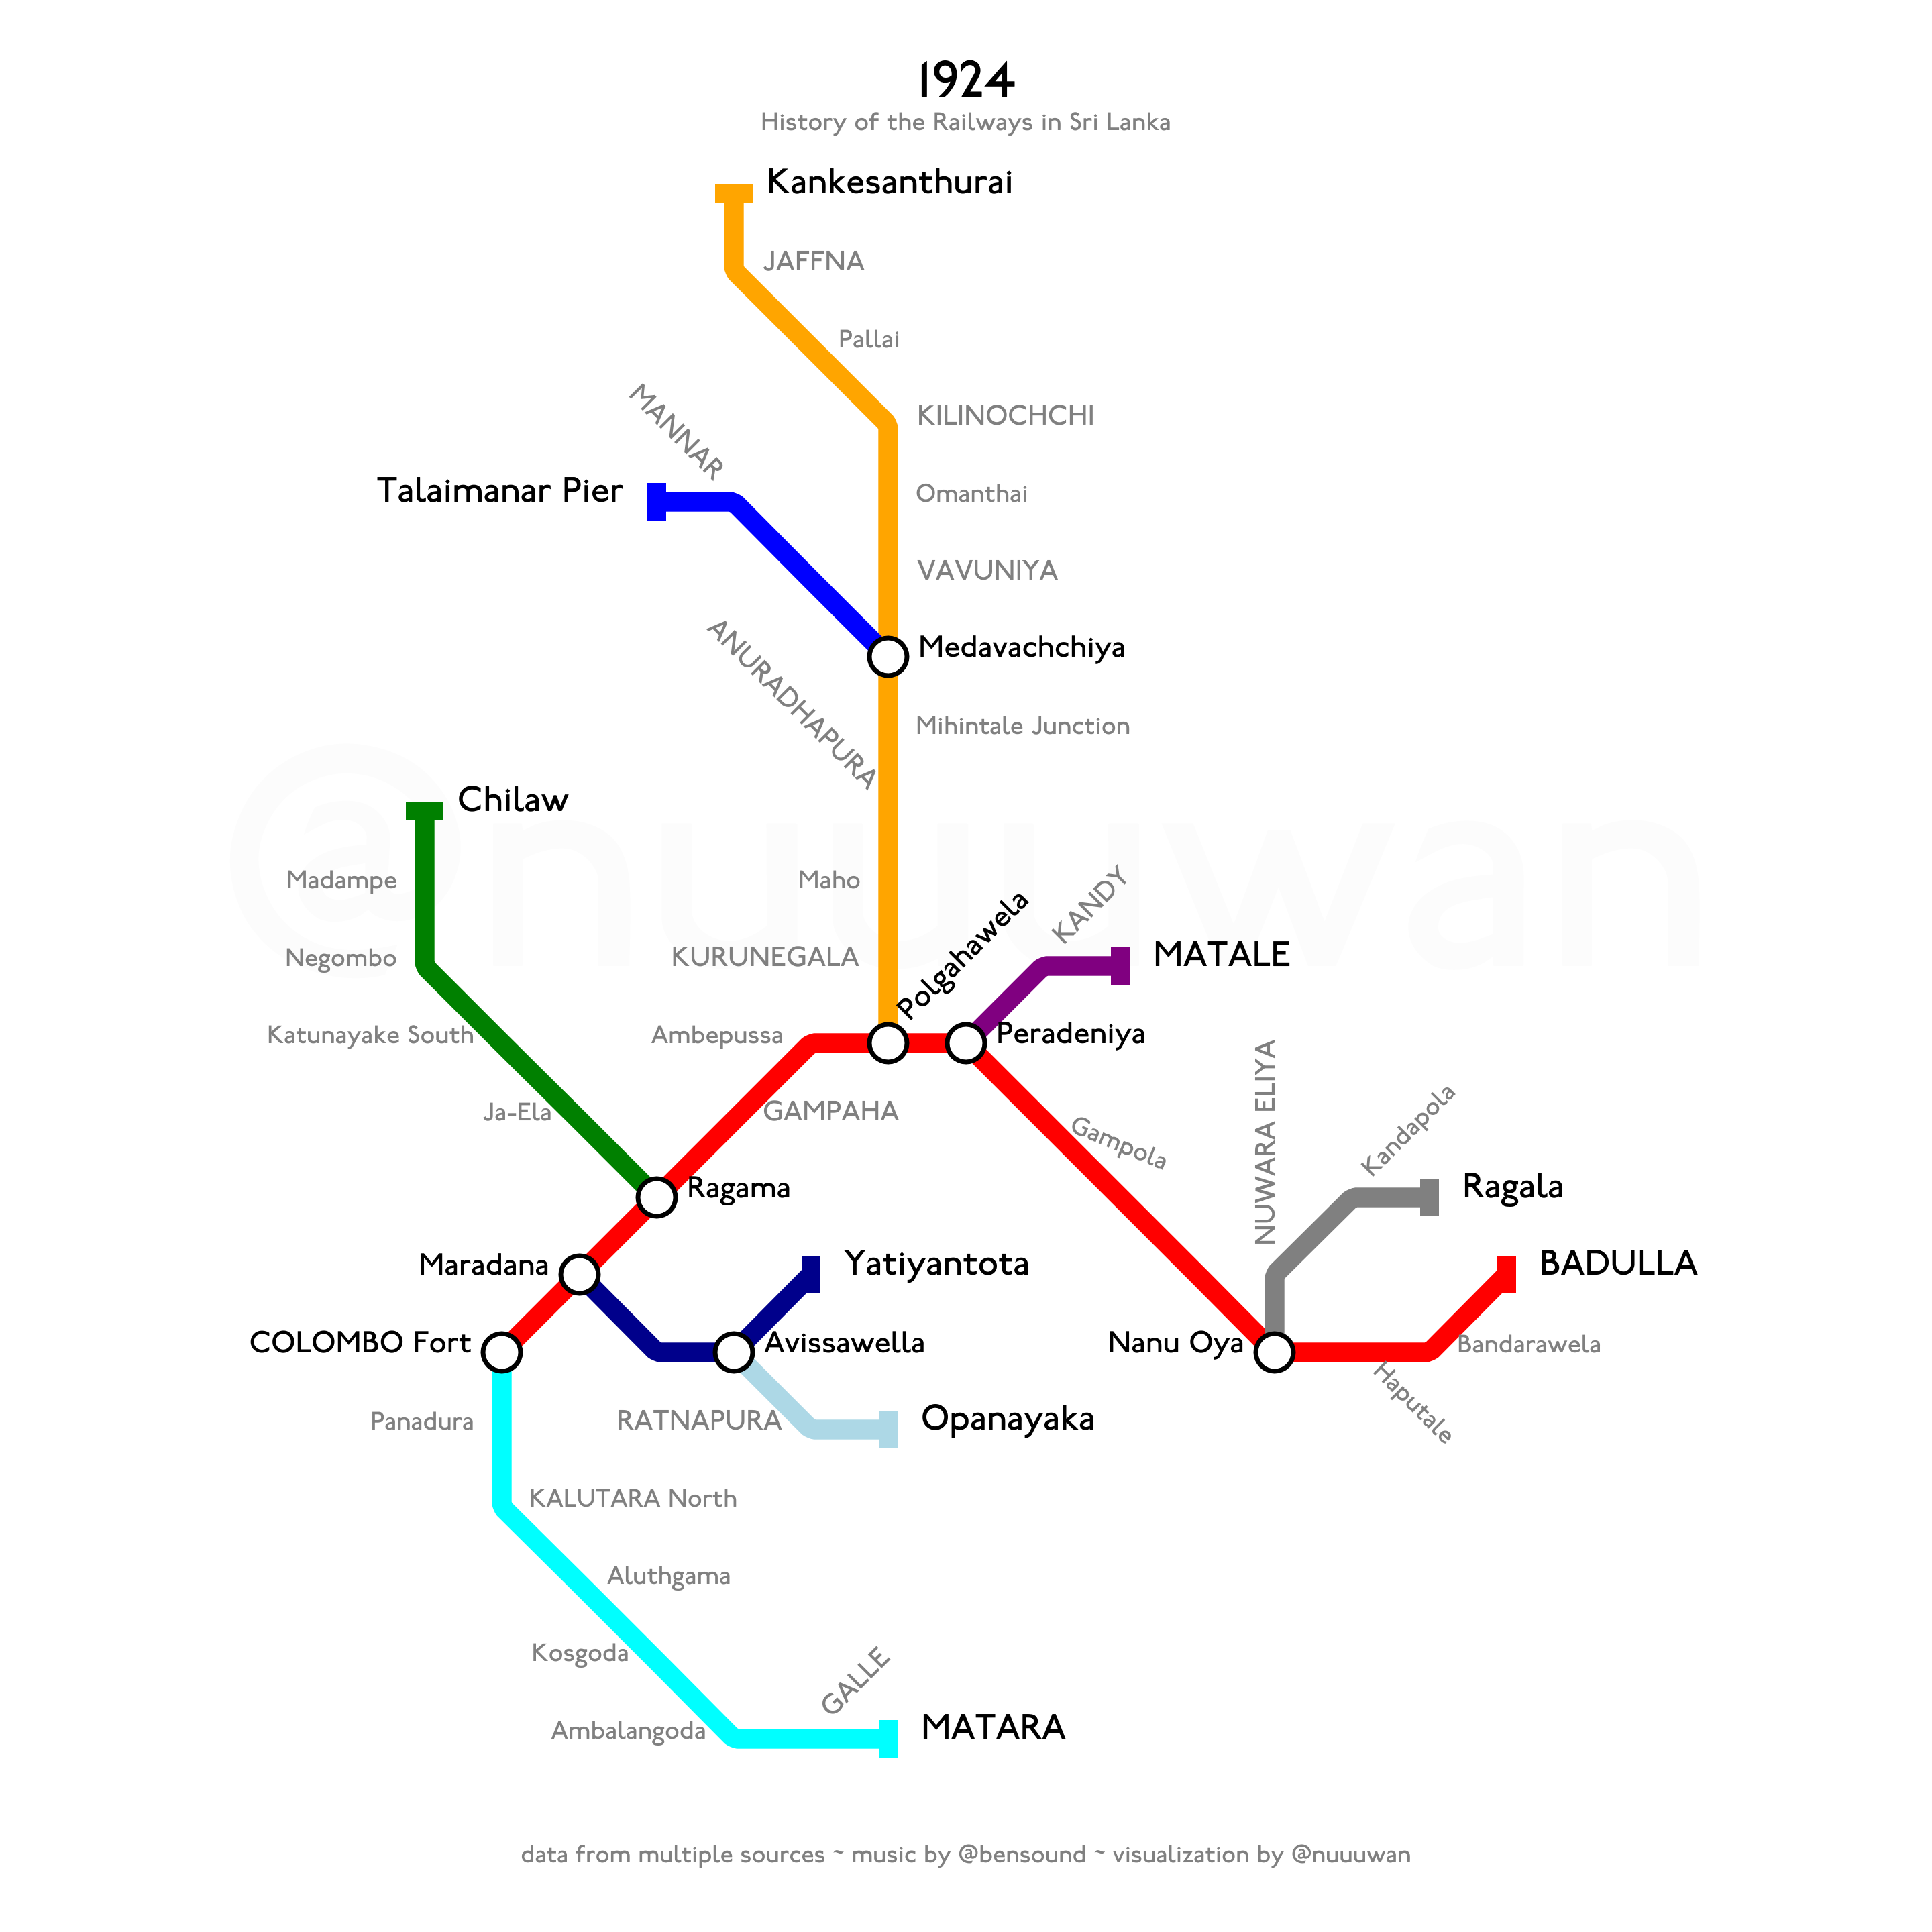 1924
History of the Railways in Sri Lanka
Kankesanthurai
JAFFNA
Pallai
MANNAR
KILINOCHCHI
Talaimanar Pier
Omanthai
VAVUNIYA
Medavachchiya
ANURADHAPURA
Mihintale Junction
Chilaw
@nuuuwan
Madampe
Maho
KANDY
Polgahawela
Negombo
KURUNEGALA
MATALE
Katunayake South
Ambepussa
Peradeniya
NUWARA ELIYA
Ja-Ela
GAMPAHA
Gampola
Kandapola
Ragama
Ragala
Maradana
Yatiyantota
BADULLA
COLOMBO Fort
Avissawella
Nanu Oya
Bandarawela
Haputale
Panadura
RATNAPURA
Opanayaka
KALUTARA North
Aluthgama
Kosgoda
GALLE
Ambalangoda
MATARA
data from multiple sources ~ music by @bensound ~ visualization by @nuuuwan